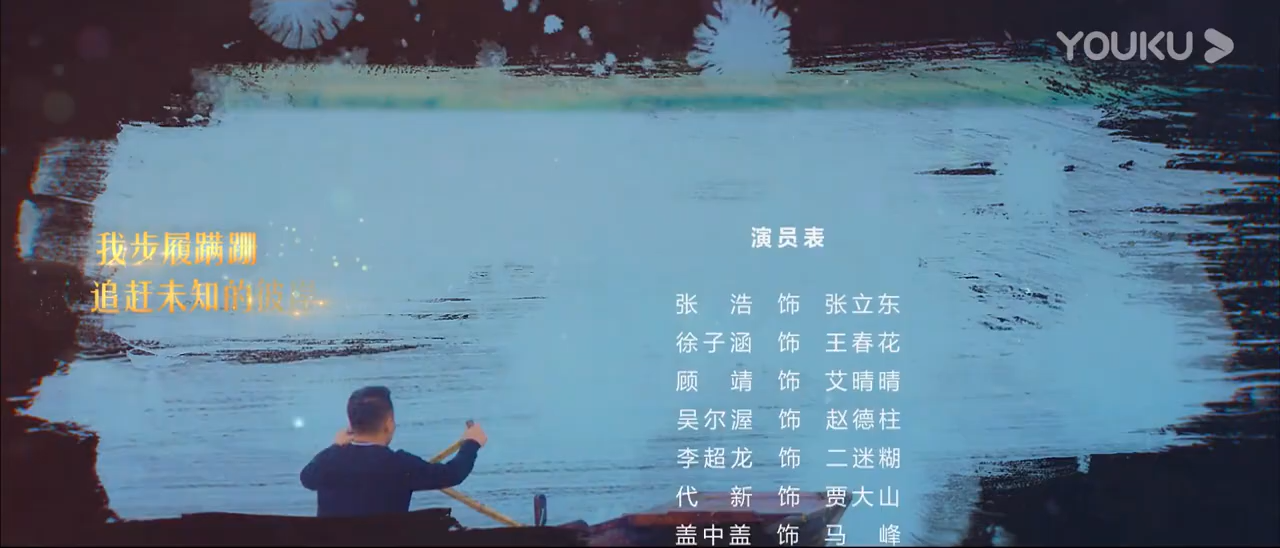 YOUKU
我步履蹒跚
追赶未知的彼岸
演员表
张 浩 饰 张立东
徐子涵 饰 王春花
顾 靖 饰 艾晴晴
吴尔渥 饰 赵德柱
李超龙 饰 二迷糊
代 新 饰 贾大山
盖中盖 饰 马 峰